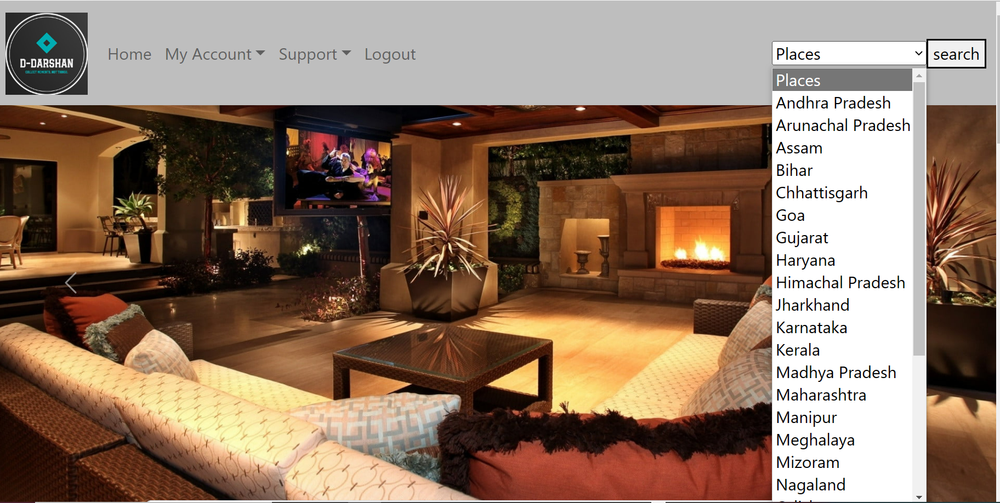 D-DARSHAN
COLLECT MOMENTS, NOT THINGS.
Home My Account Support Logout
Places search
Places
Andhra Pradesh
Arunachal Pradesh
Assam
Bihar
Chhattisgarh
Goa
Gujarat
Haryana
Himachal Pradesh
Jharkhand
Karnataka
Kerala
Madhya Pradesh
Maharashtra
Manipur
Meghalaya
Mizoram
Nagaland